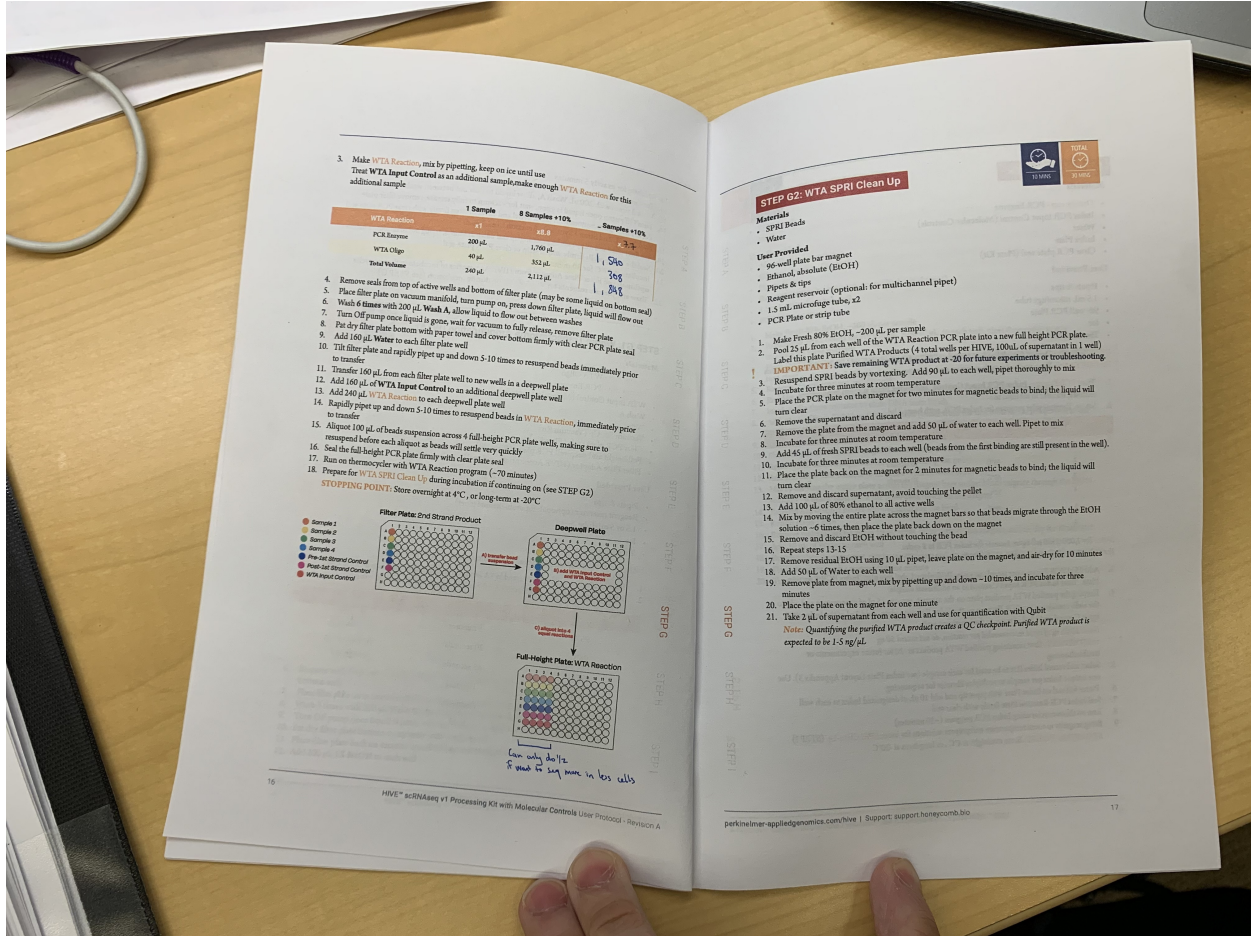 3. Make WTA Reaction, mix by pipetting, keep on ice until use
Treat WTA Input Control as an additional sample,make enough WTA Reaction for this
additional sample
1 Sample 8 Samples +10% _ Samples +10%
WTA Reaction x1 x8.8 x 7.7
PCR Enzyme 200 µL 1,760 µL 1,540
WTA Oligo 40 µL 352 µL 308
Total Volume 240 µL 2,112 µL 1,848
4. Remove seals from top of active wells and bottom of filter plate (may be some liquid on bottom seal)
5. Place filter plate on vacuum manifold, turn pump on, press down filter plate, liquid will flow out
6. Wash 6 times with 200 µL Wash A, allow liquid to flow out between washes
7. Turn Off pump once liquid is gone, wait for vacuum to fully release, remove filter plate
8. Pat dry filter plate bottom with paper towel and cover bottom firmly with clear PCR plate seal
9. Add 160 µL Water to each filter plate well
10. Tilt filter plate and rapidly pipet up and down 5-10 times to resuspend beads immediately prior
to transfer
11. Transfer 160 µL from each filter plate well to new wells in a deepwell plate
12. Add 160 µL of WTA Input Control to an additional deepwell plate well
13. Add 240 µL WTA Reaction to each deepwell plate well
14. Rapidly pipet up and down 5-10 times to resuspend beads in WTA Reaction, immediately prior
to transfer
15. Aliquot 100 µL of beads suspension across 4 full-height PCR plate wells, making sure to
resuspend before each aliquot as beads will settle very quickly
16. Seal the full-height PCR plate firmly with clear plate seal
17. Run on thermocycler with WTA Reaction program (~70 minutes)
18. Prepare for WTA SPRI Clean Up during incubation if continuing on (see STEP G2)
STOPPING POINT: Store overnight at 4°C, or long-term at -20°C
Sample 1
Sample 2
Sample 3
Sample 4
Pre-1st Strand Control
Post-1st Strand Control
WTA Input Control
Filter Plate: 2nd Strand Product
A) transfer bead
suspension
Deepwell Plate
B) add WTA Input Control
and WTA Reaction
C) aliquot into 4
equal reactions
Full-Height Plate: WTA Reaction
Can only do 1/2
if want to seq more in less cells
STEP G
16
HIVE™ scRNAseq v1 Processing Kit with Molecular Controls User Protocol - Revision A
10 MINS
TOTAL
30 MINS
STEP G2: WTA SPRI Clean Up
Materials
• SPRI Beads
• Water
User Provided
• 96-well plate bar magnet
• Ethanol, absolute (EtOH)
• Pipets & tips
• Reagent reservoir (optional: for multichannel pipet)
• 1.5 mL microfuge tube, x2
• PCR Plate or strip tube
1. Make Fresh 80% EtOH, ~200 µL per sample
2. Pool 25 µL from each well of the WTA Reaction PCR plate into a new full height PCR plate.
Label this plate Purified WTA Products (4 total wells per HIVE, 100uL of supernatant in 1 well)
! IMPORTANT: Save remaining WTA product at -20 for future experiments or troubleshooting.
3. Resuspend SPRI beads by vortexing. Add 90 µL to each well, pipet thoroughly to mix
4. Incubate for three minutes at room temperature
5. Place the PCR plate on the magnet for two minutes for magnetic beads to bind; the liquid will
turn clear
6. Remove the supernatant and discard
7. Remove the plate from the magnet and add 50 µL of water to each well. Pipet to mix
8. Incubate for three minutes at room temperature
9. Add 45 µL of fresh SPRI beads to each well (beads from the first binding are still present in the well).
10. Incubate for three minutes at room temperature
11. Place the plate back on the magnet for 2 minutes for magnetic beads to bind; the liquid will
turn clear
12. Remove and discard supernatant, avoid touching the pellet
13. Add 100 µL of 80% ethanol to all active wells
14. Mix by moving the entire plate across the magnet bars so that beads migrate through the EtOH
solution ~6 times, then place the plate back down on the magnet
15. Remove and discard EtOH without touching the bead
16. Repeat steps 13-15
17. Remove residual EtOH using 10 µL pipet, leave plate on the magnet, and air-dry for 10 minutes
18. Add 50 µL of Water to each well
19. Remove plate from magnet, mix by pipetting up and down ~10 times, and incubate for three
minutes
20. Place the plate on the magnet for one minute
21. Take 2 µL of supernatant from each well and use for quantification with Qubit
Note: Quantifying the purified WTA product creates a QC checkpoint. Purified WTA product is
expected to be 1-5 ng/µL
STEP G
perkinelmer-appliedgenomics.com/hive | Support: support.honeycomb.bio
17